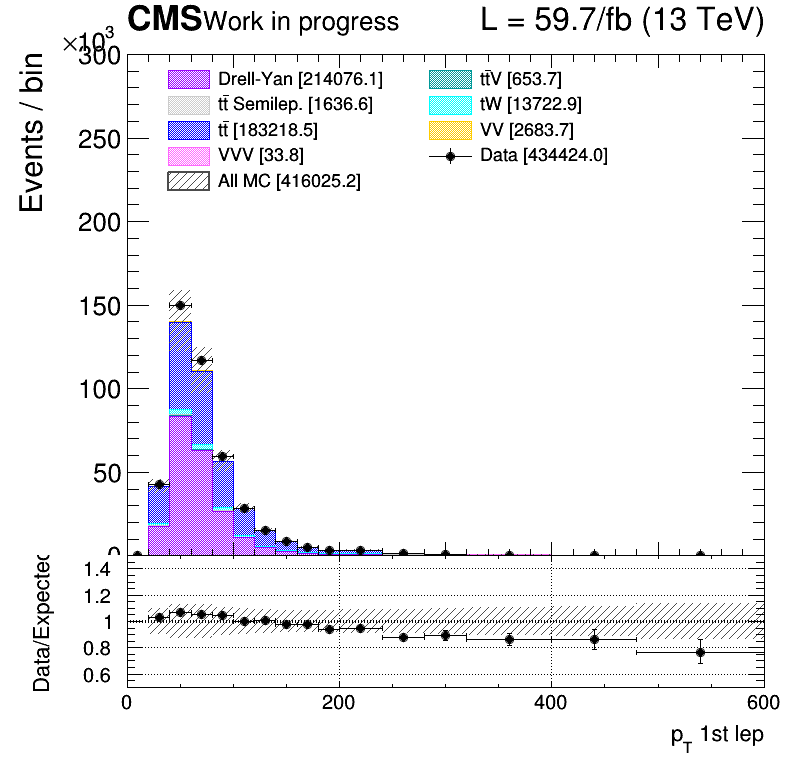 CMS Work in progress L = 59.7/fb (13 TeV)
×10³
Events / bin
300
250
200
150
100
50
0
Drell-Yan [214076.1]
tt̄ Semilep. [1636.6]
tt̄ [183218.5]
VVV [33.8]
All MC [416025.2]
tt̄V [653.7]
tW [13722.9]
VV [2683.7]
Data [434424.0]
Data/Expected
1.4
1.2
1
0.8
0.6
0 200 400 600
p_T 1st lep